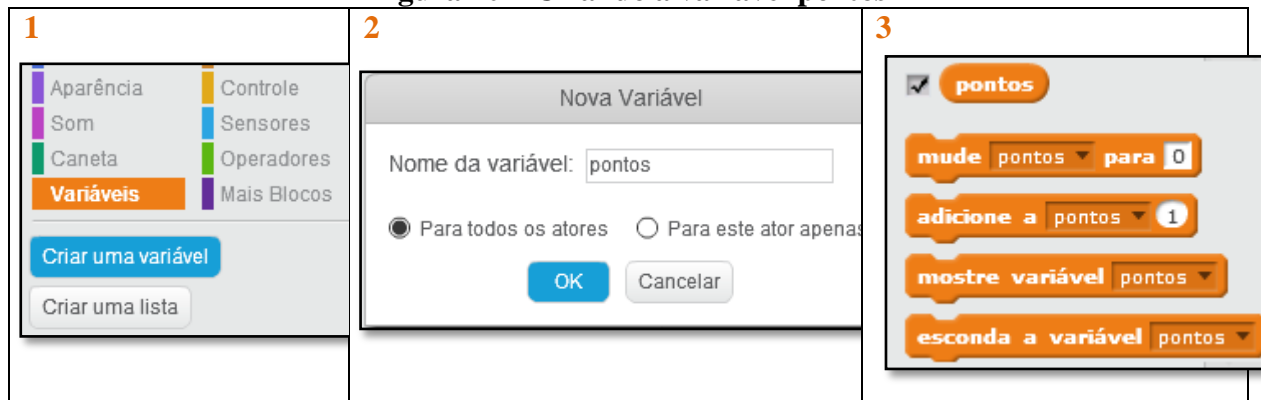 1
Aparência Controle
Som Sensores
Caneta Operadores
Variáveis Mais Blocos
Criar uma variável
Criar uma lista
2
Nova Variável
Nome da variável: pontos
Para todos os atores Para este ator apenas
OK Cancelar
3
pontos
mude pontos para 0
adicione a pontos 1
mostre variável pontos
esconda a variável pontos